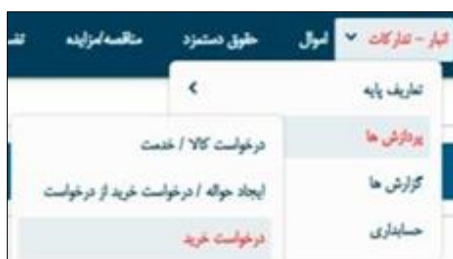 انبار - تدارکات
اموال
حقوق دستمزد
مناقصه/مزایده
تعاریف پایه
پردازش ها
گزارش ها
حسابداری
درخواست کالا / خدمت
ایجاد حواله / درخواست خرید از درخواست
درخواست خرید